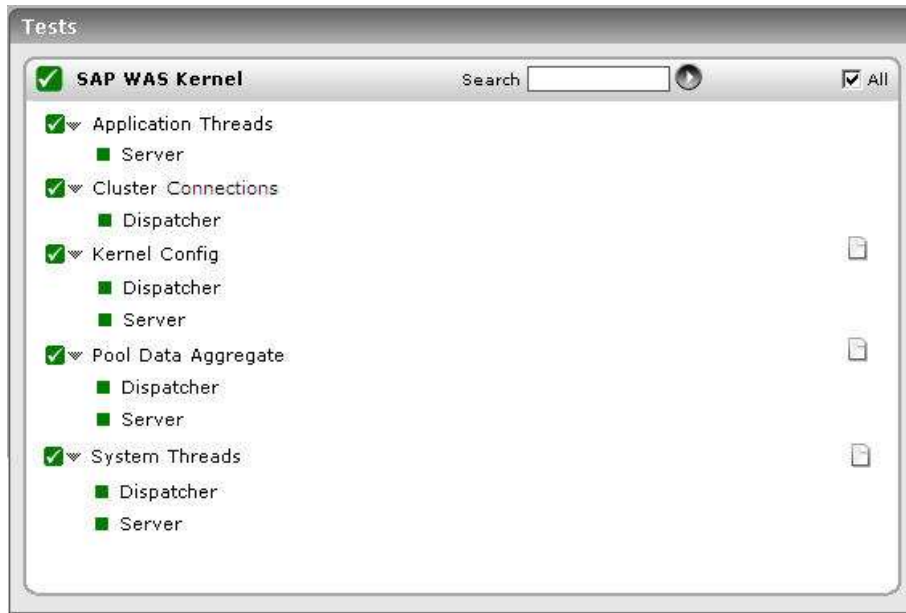 Tests
SAP WAS Kernel Search All
Application Threads
Server
Cluster Connections
Dispatcher
Kernel Config
Dispatcher
Server
Pool Data Aggregate
Dispatcher
Server
System Threads
Dispatcher
Server